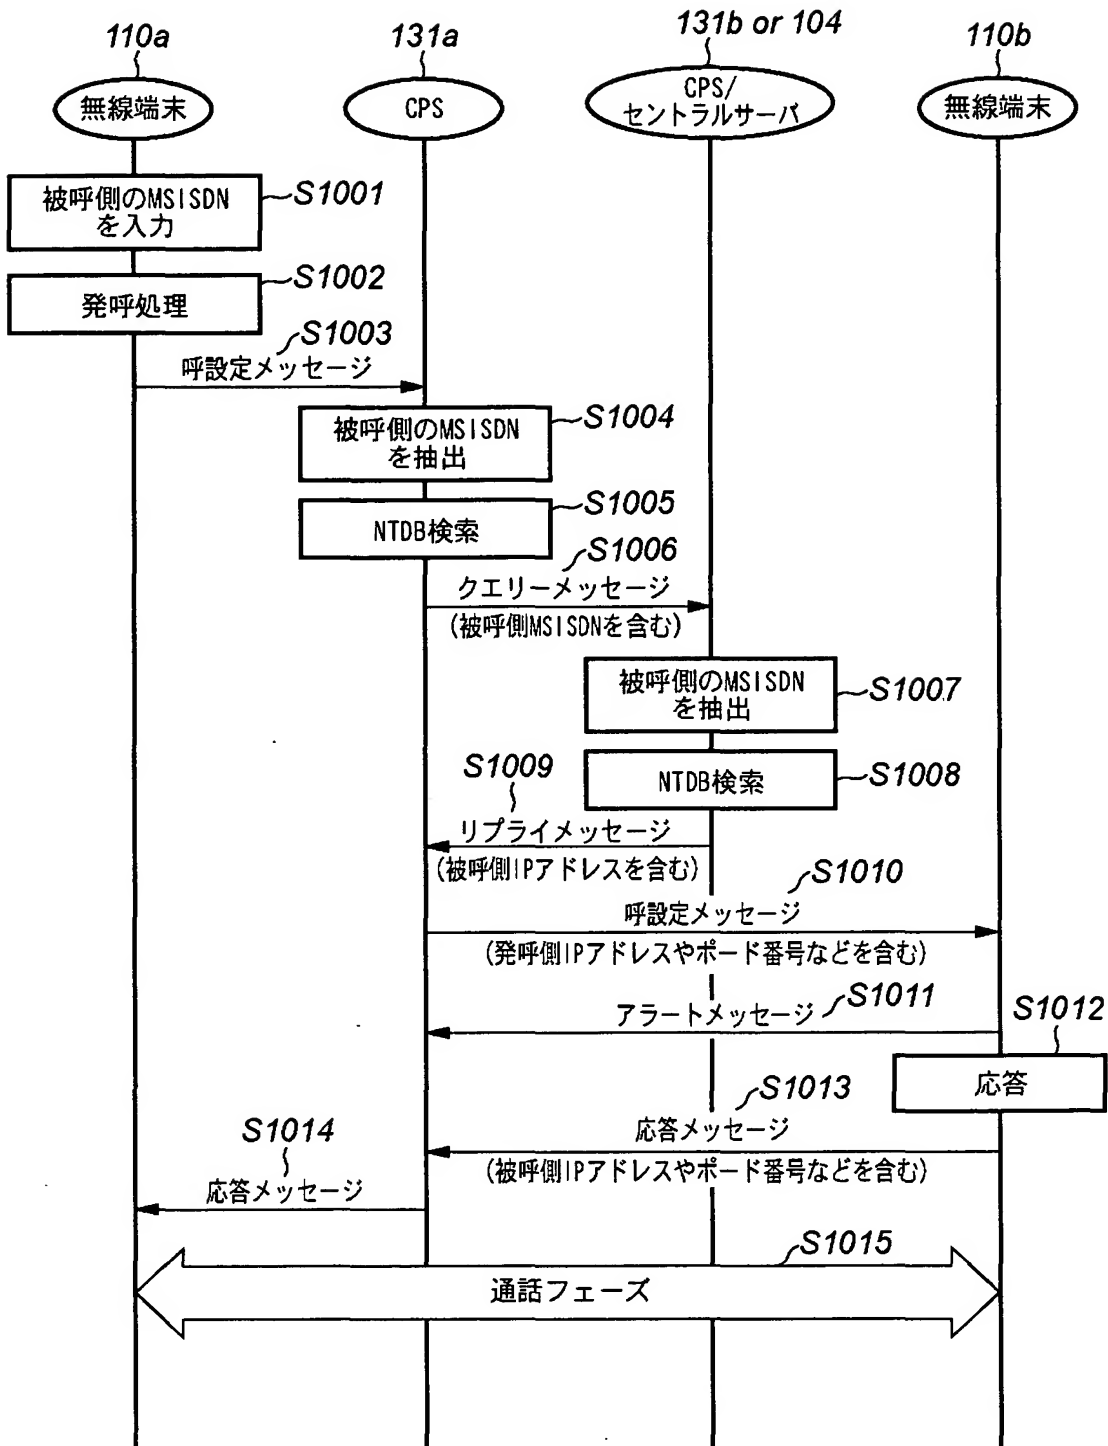 110a
131a
131b or 104
110b
無線端末
CPS
CPS/
セントラルサーバ
無線端末
被呼側のMSISDN
を入力
S1001
発呼処理
S1002
S1003
呼設定メッセージ
被呼側のMSISDN
を抽出
S1004
NTDB検索
S1005
S1006
クエリーメッセージ
(被呼側MSISDNを含む)
被呼側のMSISDN
を抽出
S1007
NTDB検索
S1008
S1009
リプライメッセージ
(被呼側IPアドレスを含む)
S1010
呼設定メッセージ
(発呼側IPアドレスやポード番号などを含む)
S1011
アラートメッセージ
S1012
応答
S1013
応答メッセージ
(被呼側IPアドレスやポード番号などを含む)
S1014
応答メッセージ
S1015
通話フェーズ